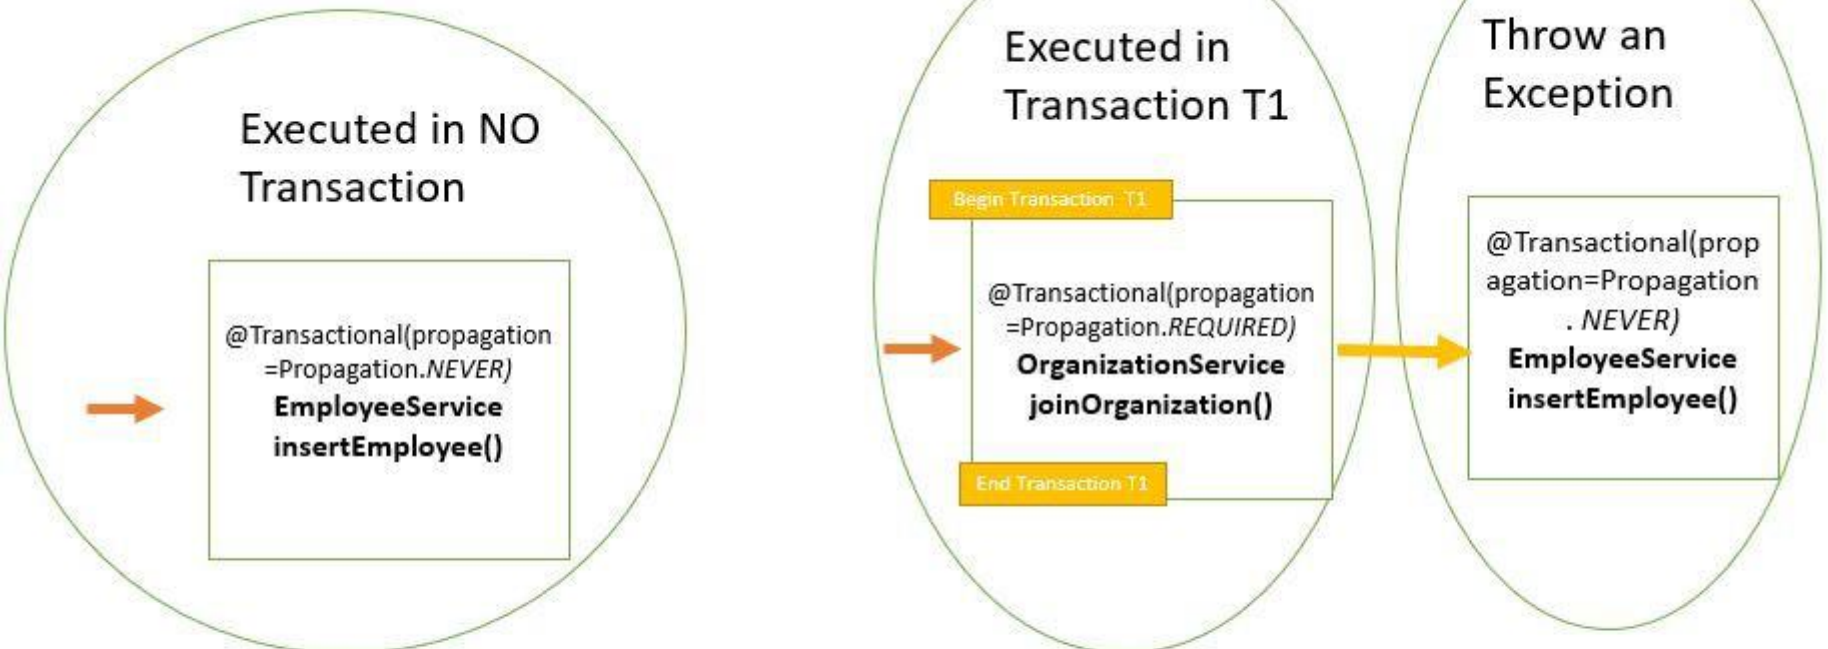 Executed in NO
Transaction
@Transactional(propagation
=Propagation.NEVER)
EmployeeService
insertEmployee()
Executed in
Transaction T1
Begin Transaction T1
@Transactional(propagation
=Propagation.REQUIRED)
OrganizationService
joinOrganization()
End Transaction T1
Throw an
Exception
@Transactional(prop
agation=Propagation
. NEVER)
EmployeeService
insertEmployee()